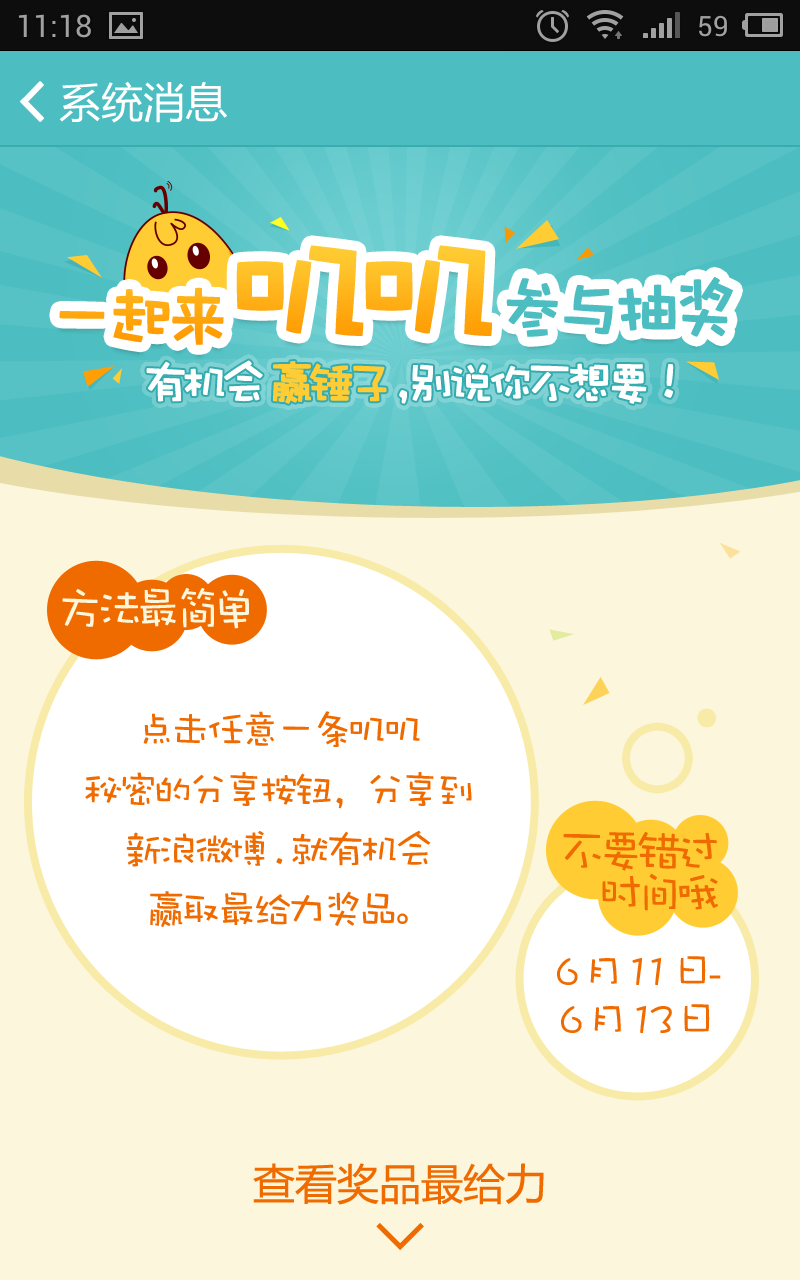 11:18
59
系统消息
一起来叽叽参与抽奖
有机会赢锤子,别说你不想要!
方法最简单
点击任意一条叽叽
秘密的分享按钮，分享到
新浪微博.就有机会
赢取最给力奖品。
不要错过
时间哦
6月11日-
6月13日
查看奖品最给力